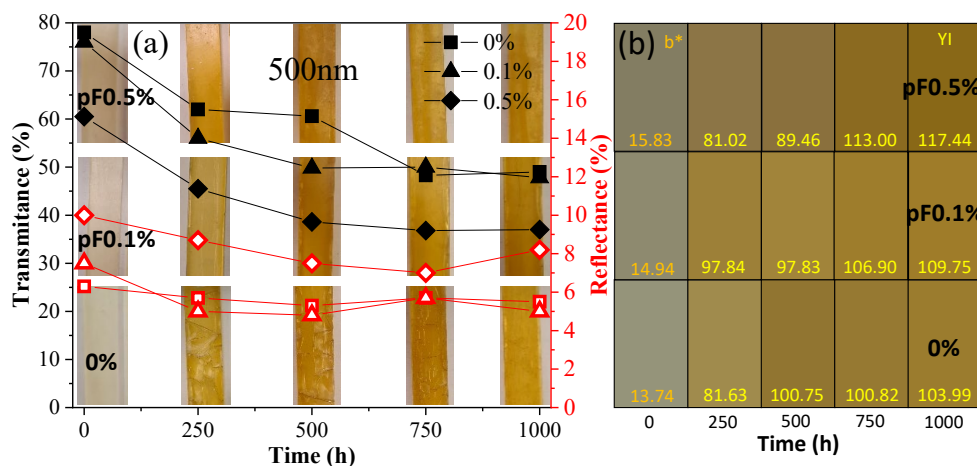 (a)
500nm
0%
0.1%
0.5%
pF0.5%
pF0.1%
0%
Transmitance (%)
80
70
60
50
40
30
20
10
0
Reflectance (%)
20
18
16
14
12
10
8
6
4
2
0
0 250 500 750 1000
Time (h)
(b) b* YI
pF0.5%
15.83 81.02 89.46 113.00 117.44
pF0.1%
14.94 97.84 97.83 106.90 109.75
0%
13.74 81.63 100.75 100.82 103.99
0 250 500 750 1000
Time (h)